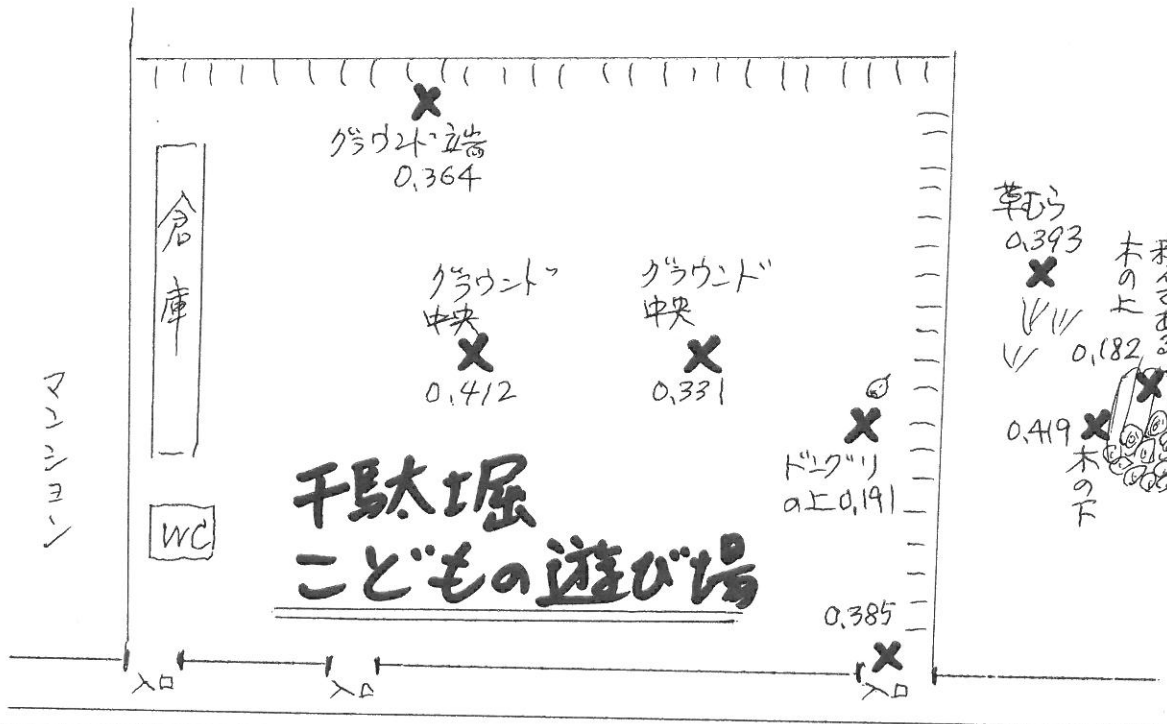 グラウンド端
0.364
倉庫
グラウンド
中央
0.412
グラウンド
中央
0.331
草むら
0.393
木の上
0.182
0.419
木の下
マンション
ドングリ
の上0.191
WC
千駄堀
こどもの遊び場
0.385
入口
入口
入口